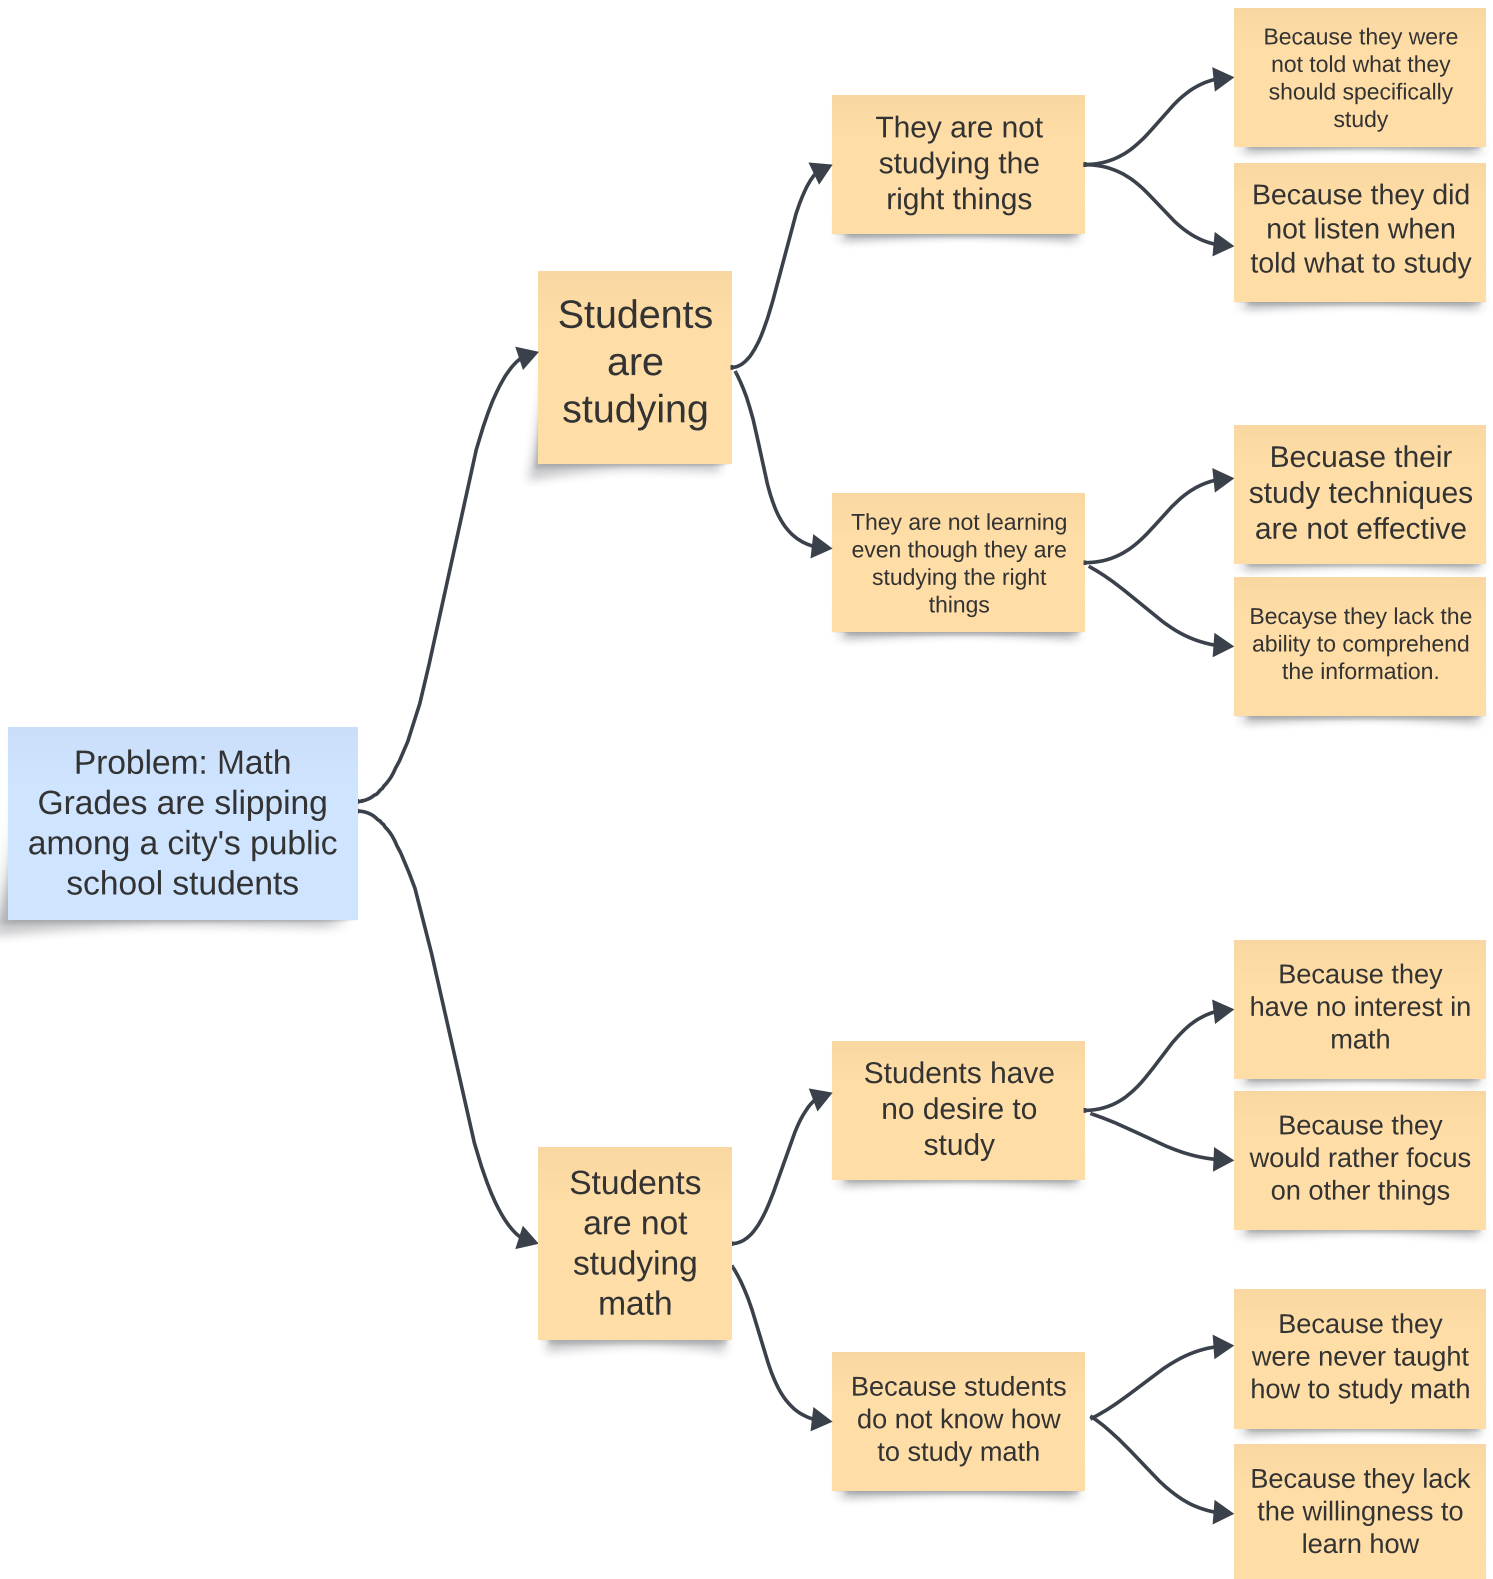 Problem: Math
Grades are slipping
among a city's public
school students
Students
are
studying
They are not
studying the
right things
Because they were
not told what they
should specifically
study
Because they did
not listen when
told what to study
They are not learning
even though they are
studying the right
things
Becuase their
study techniques
are not effective
Becayse they lack the
ability to comprehend
the information.
Students
are not
studying
math
Students have
no desire to
study
Because they
have no interest in
math
Because they
would rather focus
on other things
Because students
do not know how
to study math
Because they
were never taught
how to study math
Because they lack
the willingness to
learn how